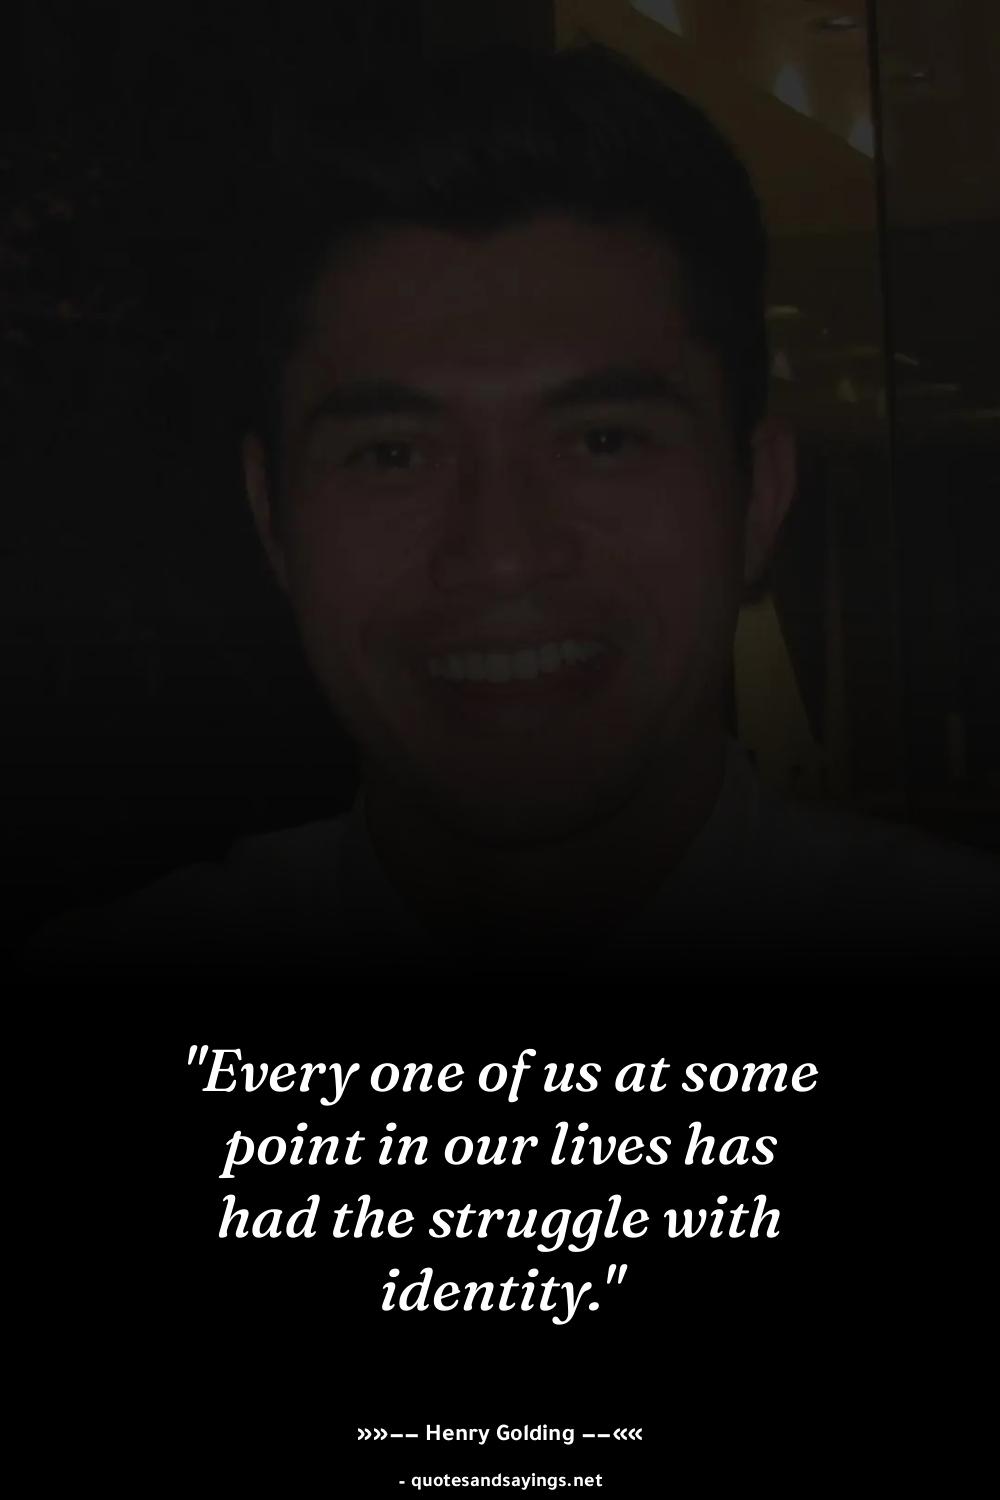 "Every one of us at some
point in our lives has
had the struggle with
identity."
»»−− Henry Golding −−««
- quotesandsayings.net